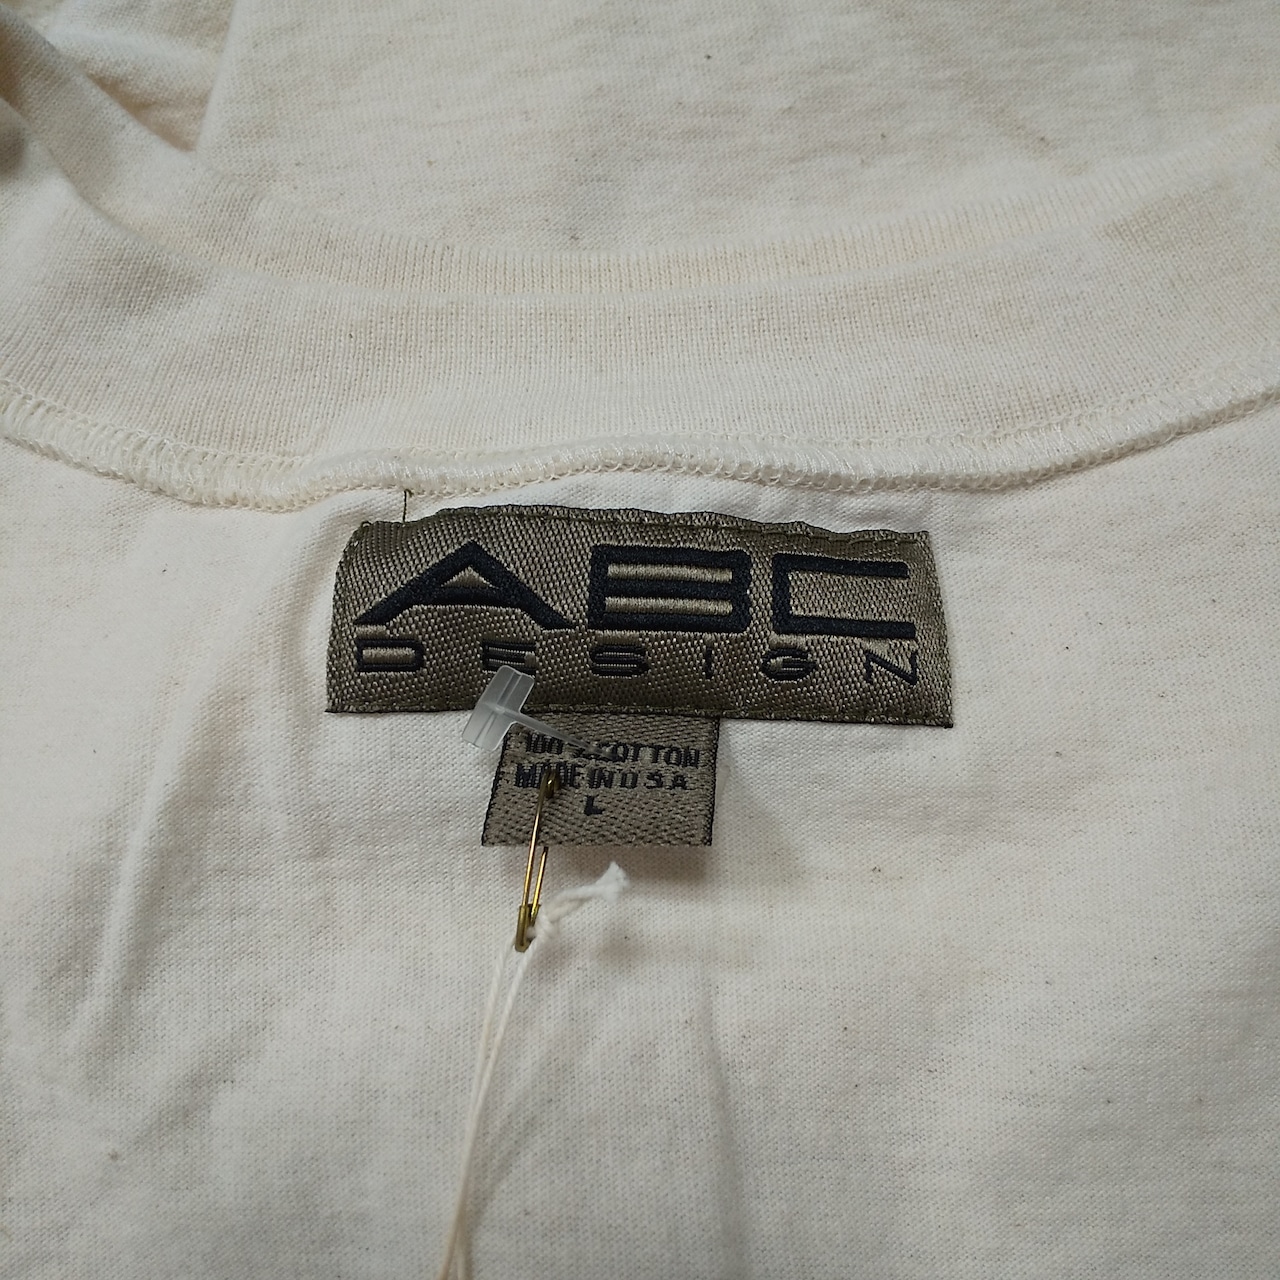 ABC
DESIGN
100% COTTON
MADE IN U S A
L